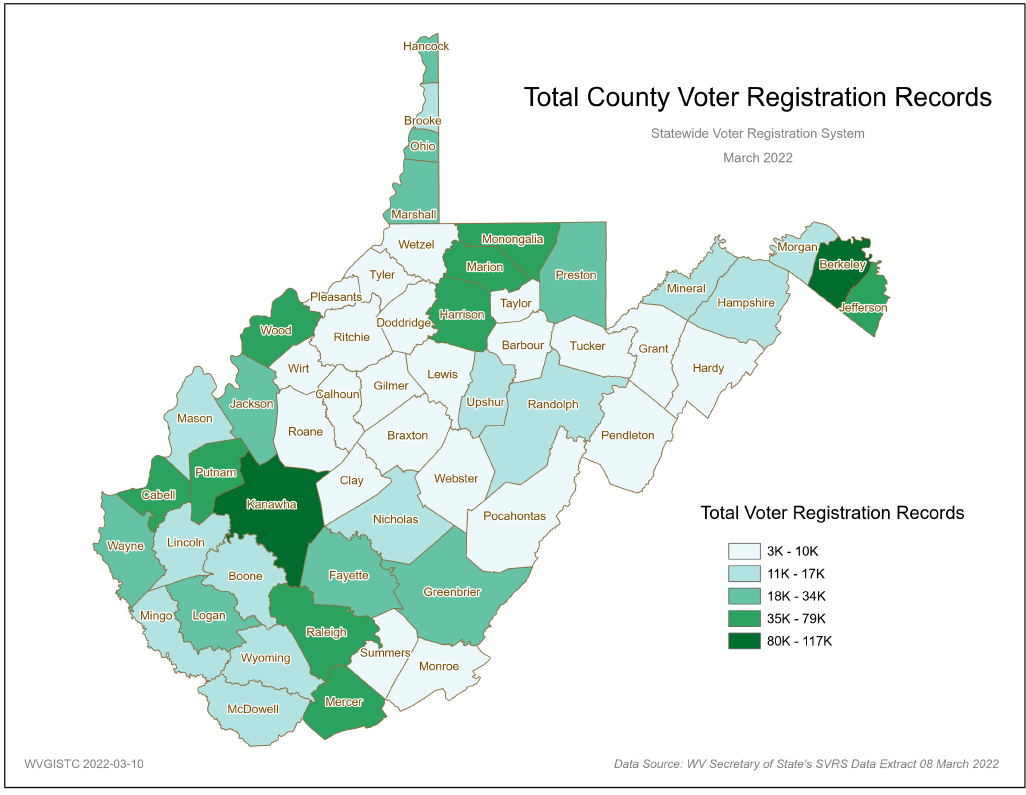 Total County Voter Registration Records
Statewide Voter Registration System
March 2022
Hancock
Brooke
Ohio
Marshall
Wetzel
Monongalia
Marion
Preston
Morgan
Berkeley
Jefferson
Tyler
Pleasants
Mineral
Hampshire
Taylor
Harrison
Doddridge
Wood
Ritchie
Barbour
Tucker
Grant
Hardy
Wirt
Lewis
Gilmer
Calhoun
Jackson
Upshur
Randolph
Mason
Roane
Braxton
Pendleton
Putnam
Clay
Webster
Cabell
Kanawha
Nicholas
Pocahontas
Wayne
Lincoln
Boone
Fayette
Greenbrier
Mingo
Logan
Raleigh
Summers
Monroe
Wyoming
Mercer
McDowell
Total Voter Registration Records
3K - 10K
11K - 17K
18K - 34K
35K - 79K
80K - 117K
WVGISTC 2022-03-10
Data Source: WV Secretary of State's SVRS Data Extract 08 March 2022